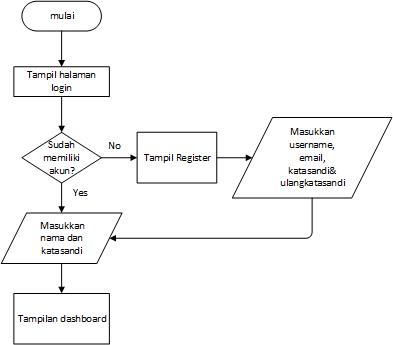 mulai
Tampil halaman
login
Sudah
memiliki
akun?
No
Tampil Register
Masukkan
username,
email,
katasandi&
ulangkatasandi
Yes
Masukkan
nama dan
katasandi
Tampilan dashboard